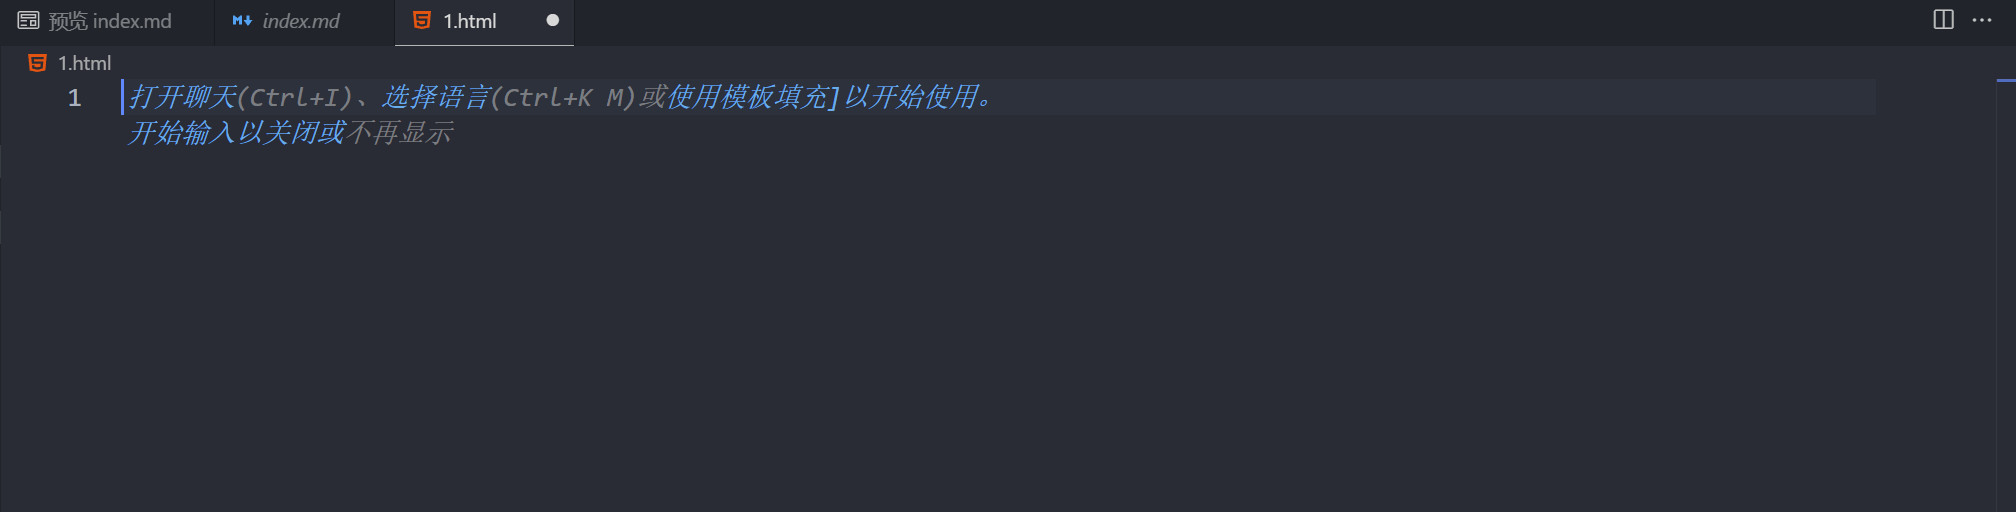 预览 index.md
index.md
1.html
1.html
1
打开聊天(Ctrl+I)、选择语言(Ctrl+K M)或使用模板填充]以开始使用。
开始输入以关闭或不再显示